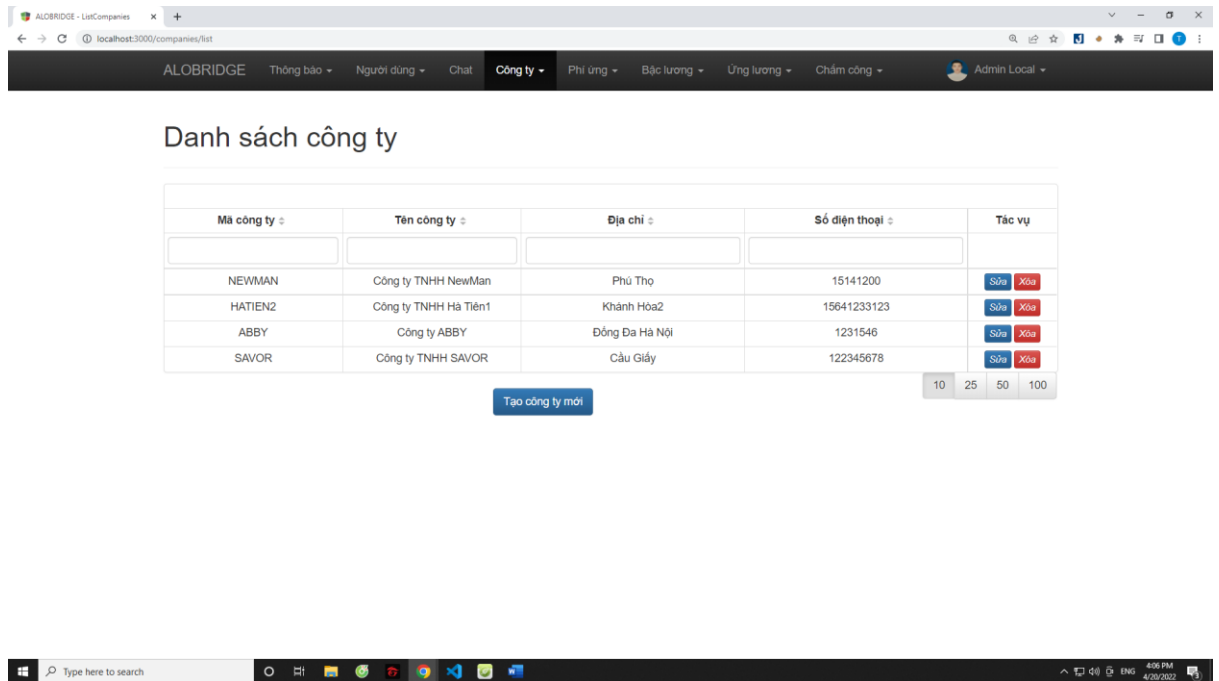 ALOBRIDGE - ListCompanies
localhost:3000/companies/list
ALOBRIDGE Thông báo Người dùng Chat Công ty Phí ứng Bậc lương Ứng lương Chấm công Admin Local
Danh sách công ty
Mã công ty Tên công ty Địa chỉ Số điện thoại Tác vụ
NEWMAN Công ty TNHH NewMan Phú Thọ 15141200 Sửa Xóa
HATIEN2 Công ty TNHH Hà Tiên1 Khánh Hòa2 15641233123 Sửa Xóa
ABBY Công ty ABBY Đống Đa Hà Nội 1231546 Sửa Xóa
SAVOR Công ty TNHH SAVOR Cầu Giấy 122345678 Sửa Xóa
10 25 50 100
Tạo công ty mới
Type here to search
ENG
4:06 PM
4/20/2022